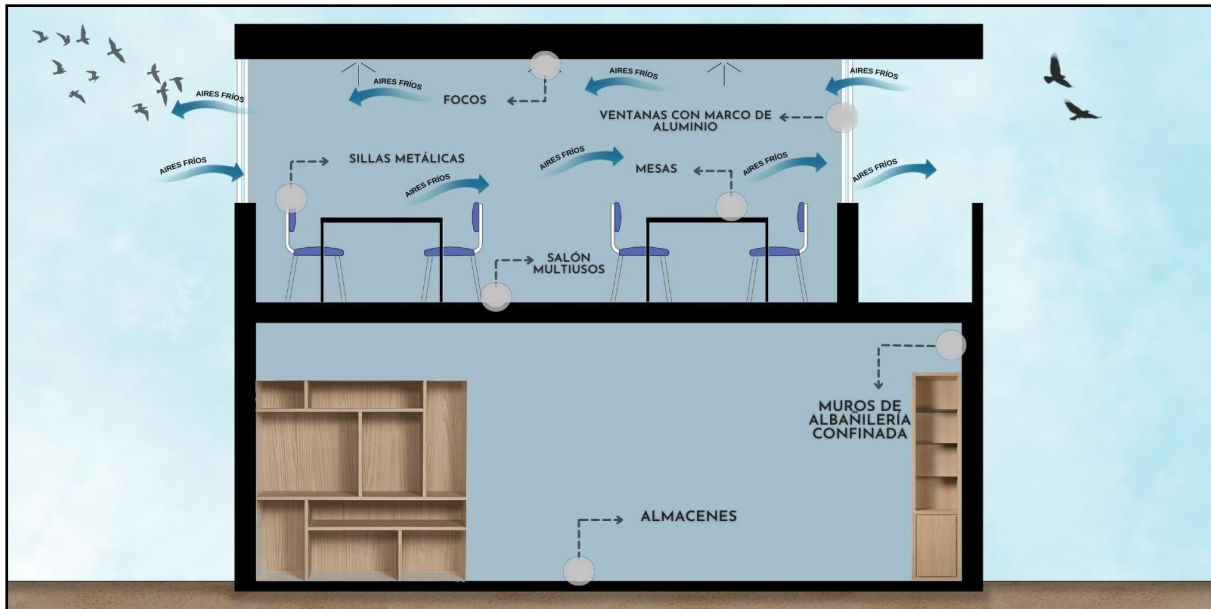 AIRES FRÍOS
AIRES FRÍOS
AIRES FRÍOS
AIRES FRÍOS
FOCOS
VENTANAS CON MARCO DE
ALUMINIO
AIRES FRÍOS
SILLAS METÁLICAS
AIRES FRÍOS
AIRES FRÍOS
MESAS
AIRES FRÍOS
AIRES FRÍOS
SALÓN
MULTIUSOS
MUROS DE
ALBAÑILERÍA
CONFINADA
ALMACENES